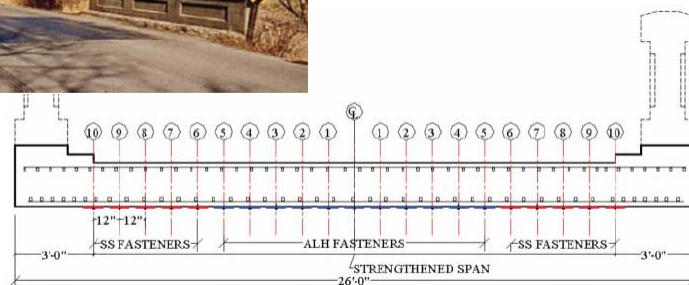 10 9 8 7 6 5 4 3 2 1 ℄ 1 2 3 4 5 6 7 8 9 10
12" 12"
SS FASTENERS ALH FASTENERS SS FASTENERS
3'-0" 3'-0"
STRENGTHENED SPAN
26'-0"